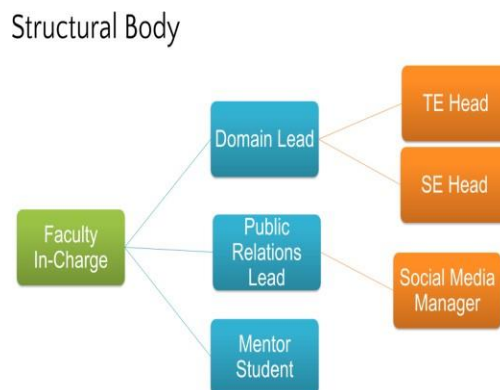 Structural Body
Faculty
In-Charge
Domain Lead
TE Head
SE Head
Public
Relations
Lead
Social Media
Manager
Mentor
Student